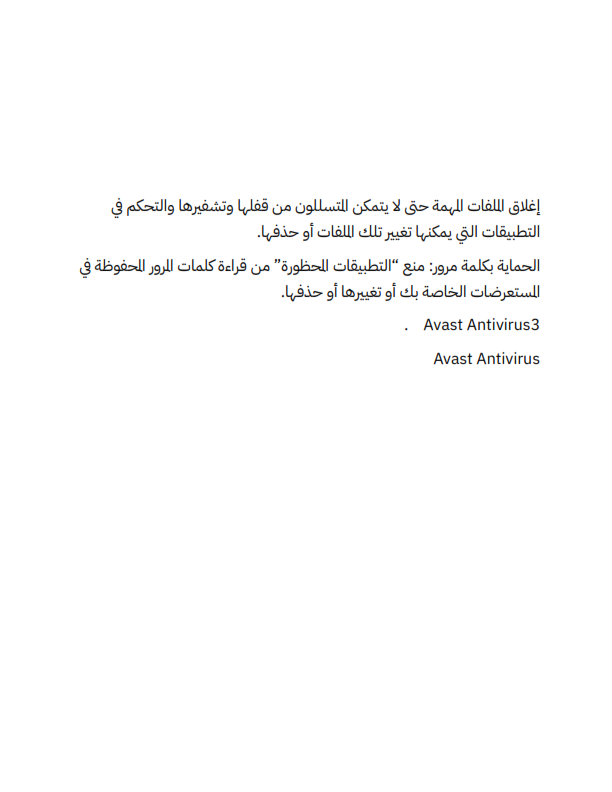 إغلاق الملفات المهمة حتى لا يتمكن المتسللون من قفلها وتشفيرها والتحكم في
التطبيقات التي يمكنها تغيير تلك الملفات أو حذفها.
الحماية بكلمة مرور: منع “التطبيقات المحظورة” من قراءة كلمات المرور المحفوظة في
المستعرضات الخاصة بك أو تغييرها أو حذفها.
3Avast Antivirus .
Avast Antivirus